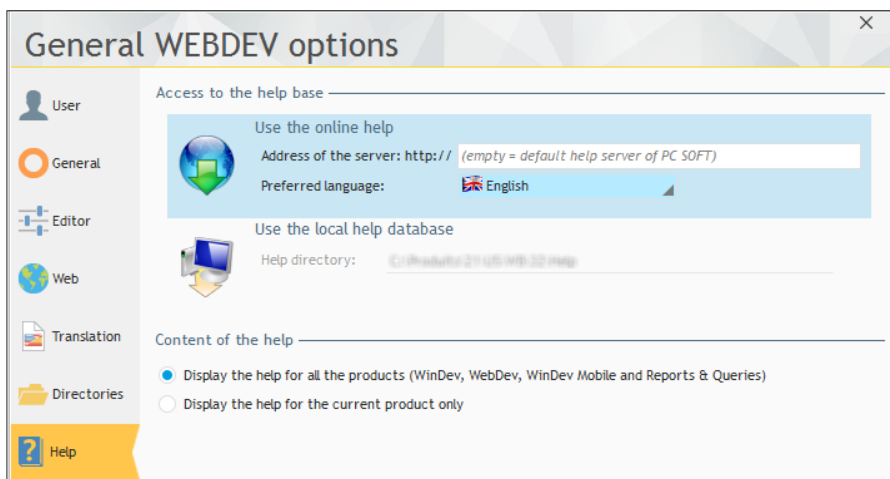 General WEBDEV options
User
General
Editor
Web
Translation
Directories
Help
Access to the help base
Use the online help
Address of the server: http:// (empty = default help server of PC SOFT)
Preferred language: English
Use the local help database
Help directory:
Content of the help
Display the help for all the products (WinDev, WebDev, WinDev Mobile and Reports & Queries)
Display the help for the current product only